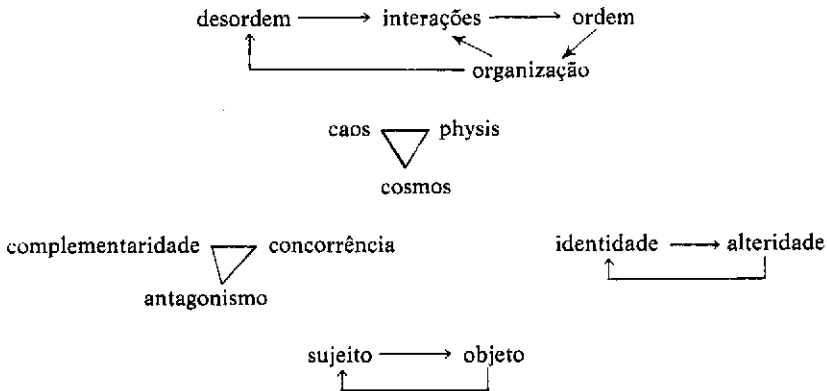 desordem interações ordem
organização
caos physis
cosmos
complementaridade concorrência identidade alteridade
antagonismo
sujeito objeto